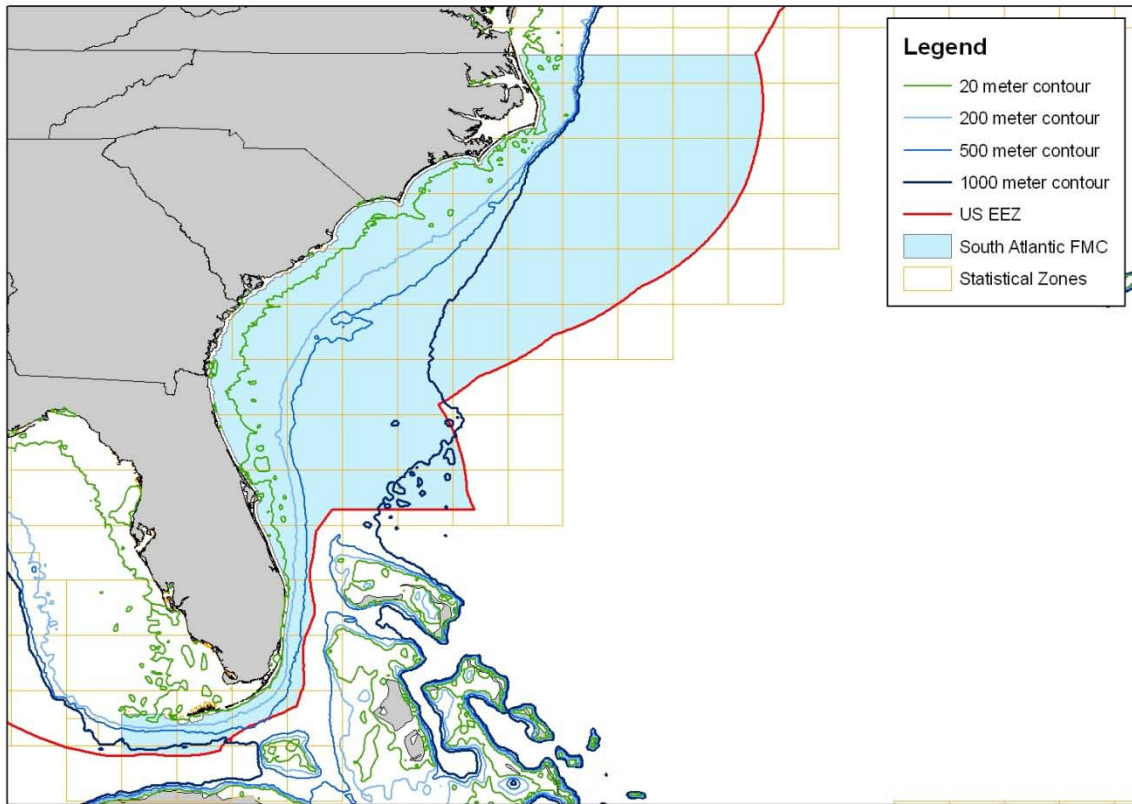 Legend
20 meter contour
200 meter contour
500 meter contour
1000 meter contour
US EEZ
South Atlantic FMC
Statistical Zones